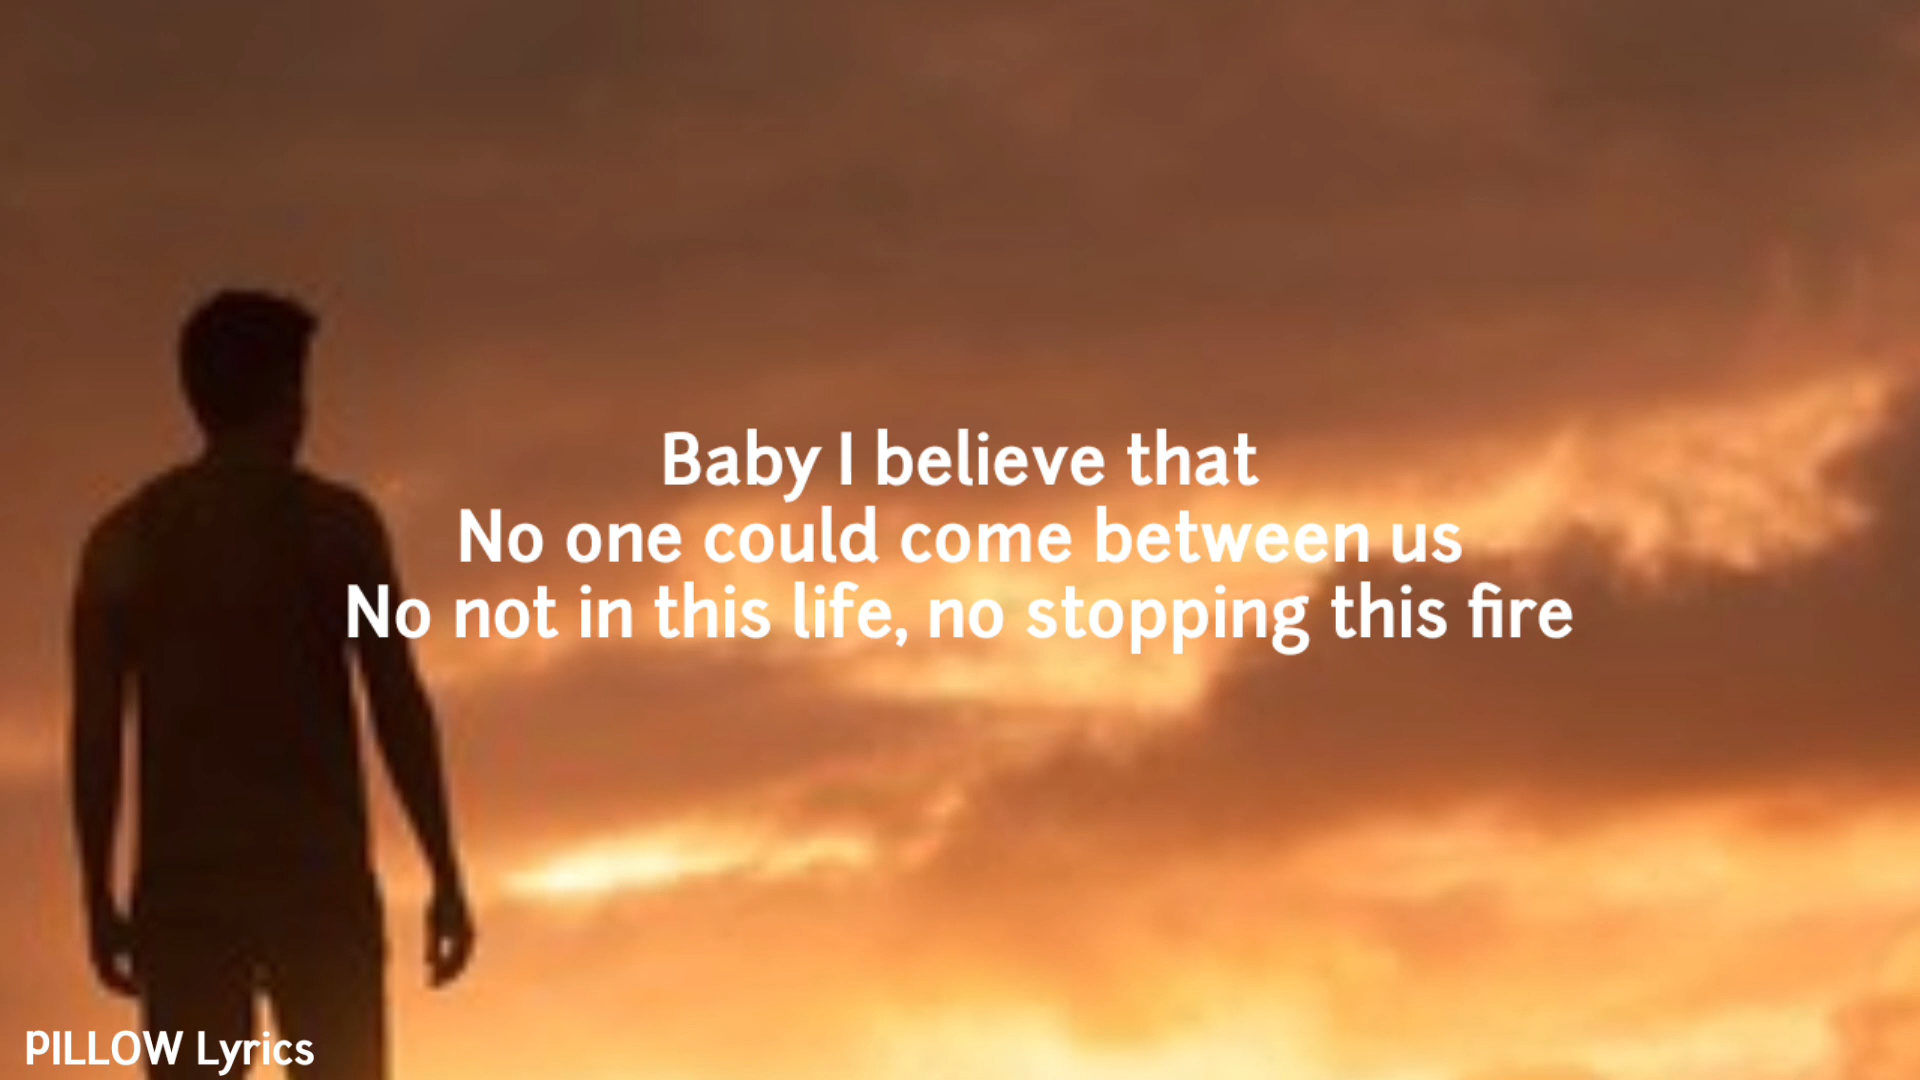 Baby I believe that
No one could come between us
No not in this life, no stopping this fire
PILLOW Lyrics